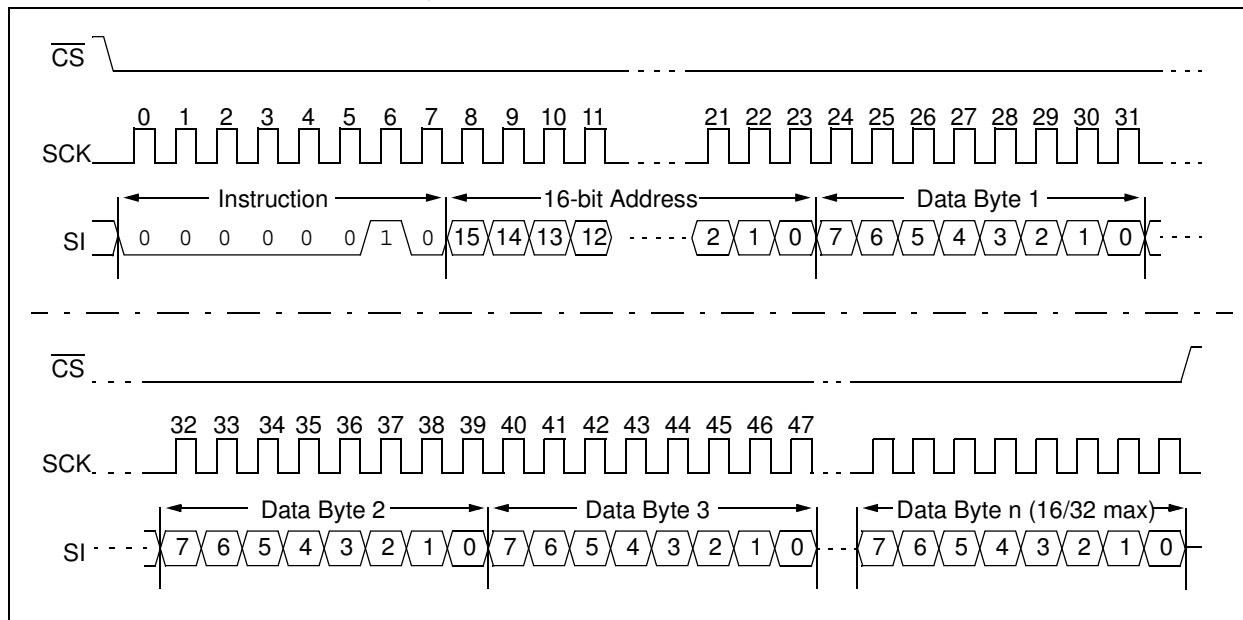 CS
0 1 2 3 4 5 6 7 8 9 10 11 21 22 23 24 25 26 27 28 29 30 31
SCK
Instruction 16-bit Address Data Byte 1
SI 0 0 0 0 0 0 1 0 15 14 13 12 2 1 0 7 6 5 4 3 2 1 0
CS
32 33 34 35 36 37 38 39 40 41 42 43 44 45 46 47
SCK
Data Byte 2 Data Byte 3 Data Byte n (16/32 max)
SI 7 6 5 4 3 2 1 0 7 6 5 4 3 2 1 0 7 6 5 4 3 2 1 0